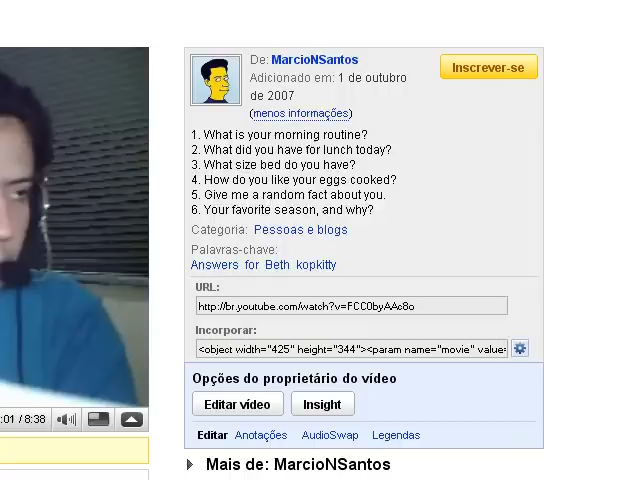 De: MarcioNSantos
Adicionado em: 1 de outubro
de 2007
(menos informações)
Inscrever-se
1. What is your morning routine?
2. What did you have for lunch today?
3. What size bed do you have?
4. How do you like your eggs cooked?
5. Give me a random fact about you.
6. Your favorite season, and why?
Categoria: Pessoas e blogs
Palavras-chave:
Answers for Beth kopkitty
URL:
http://br.youtube.com/watch?v=FCC0byAAc8o
Incorporar:
<object width="425" height="344"><param name="movie" value=
Opções do proprietário do vídeo
Editar vídeo Insight
:01 / 8:38
Editar Anotações AudioSwap Legendas
Mais de: MarcioNSantos